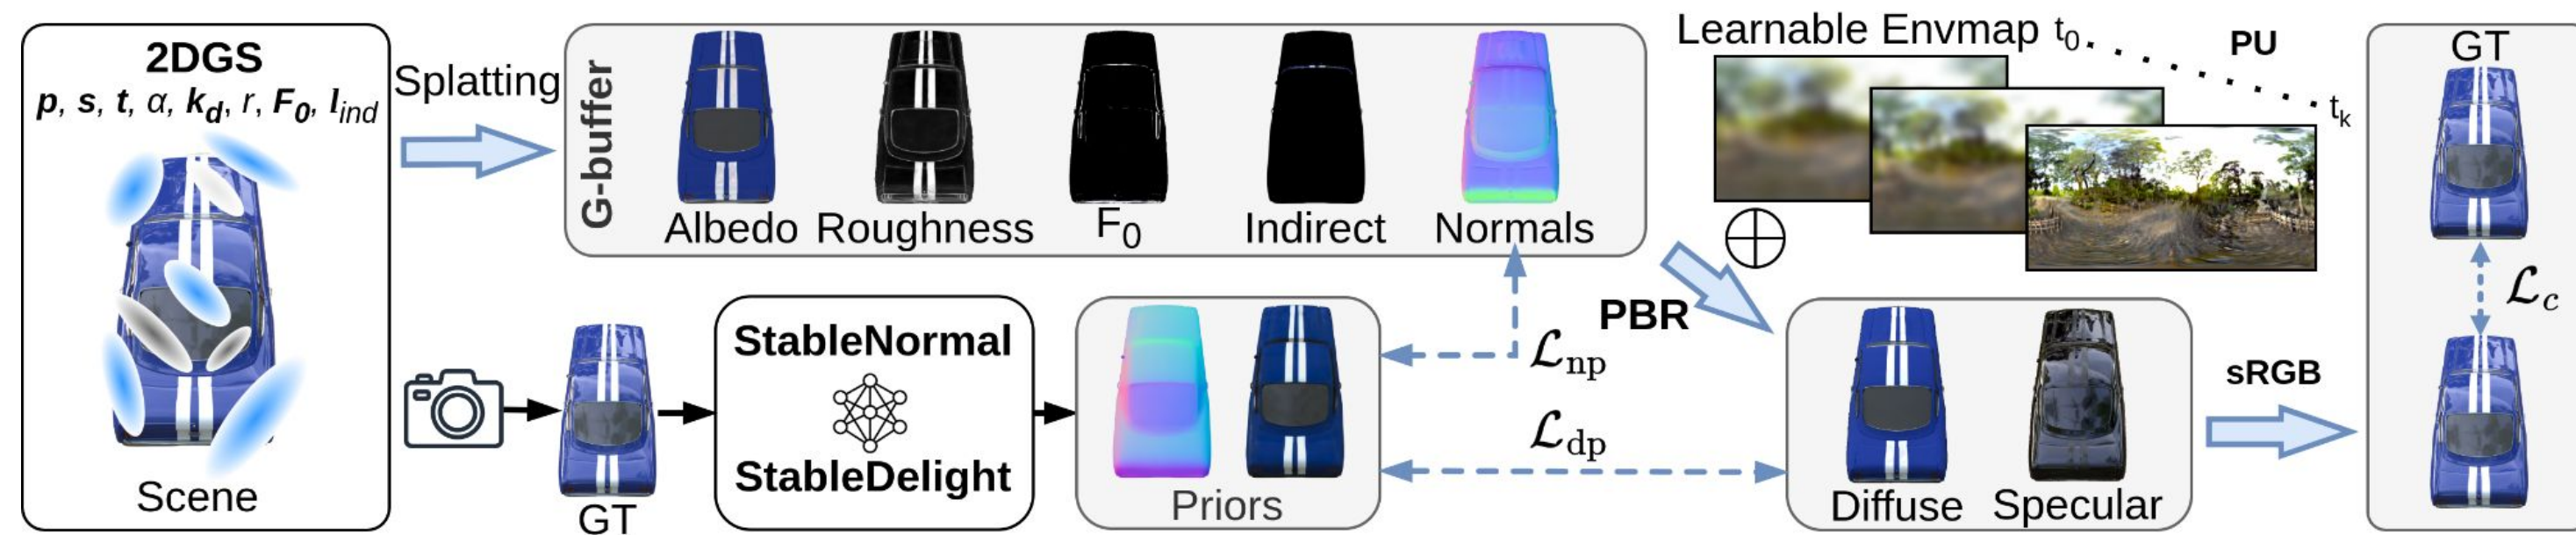 2DGS
p, s, t, α, k_d, r, F_0, l_ind
Scene
Splatting
G-buffer
Albedo
Roughness
F_0
Indirect
Normals
Learnable Envmap
t_0
PU
t_k
GT
StableNormal
StableDelight
Priors
ℒ_np
ℒ_dp
PBR
Diffuse
Specular
sRGB
GT
ℒ_c